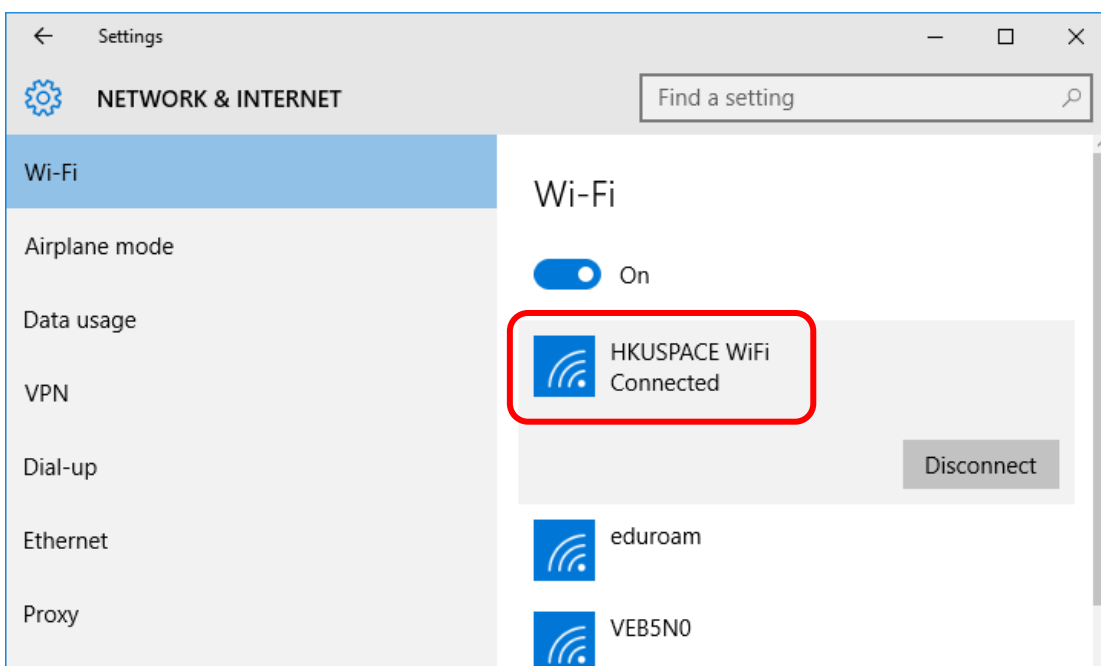 Settings
NETWORK & INTERNET
Find a setting
Wi-Fi
Airplane mode
Data usage
VPN
Dial-up
Ethernet
Proxy
Wi-Fi
On
HKUSPACE WiFi
Connected
Disconnect
eduroam
VEB5N0